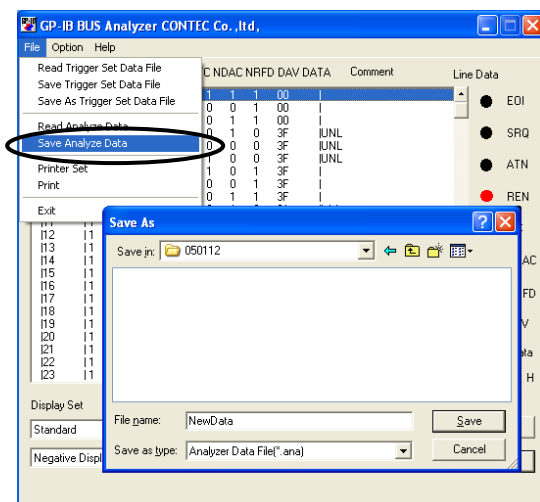 GP-IB BUS Analyzer CONTEC Co. ,ltd,
File Option Help
Read Trigger Set Data File
Save Trigger Set Data File
Save As Trigger Set Data File
Read Analyze Data
Save Analyze Data
Printer Set
Print
Exit
C NDAC NRFD DAV DATA Comment Line Data
1 1 1 00 |
0 0 1 00 |
0 1 1 00 |
0 1 0 3F |UNL
0 0 0 3F |UNL
0 0 0 3F |UNL
1 0 1 3F |
0 0 1 3F |
0 1 1 3F |
EOI
SRQ
ATN
REN
AC
FD
V
ata
H
|12 |1
|13 |1
|14 |1
|15 |1
|16 |1
|17 |1
|18 |1
|19 |1
|20 |1
|21 |1
|22 |1
|23 |1
Display Set
Standard
Negative Displ
Save As
Save in: 050112
File name: NewData
Save
Save as type: Analyzer Data File(*.ana)
Cancel